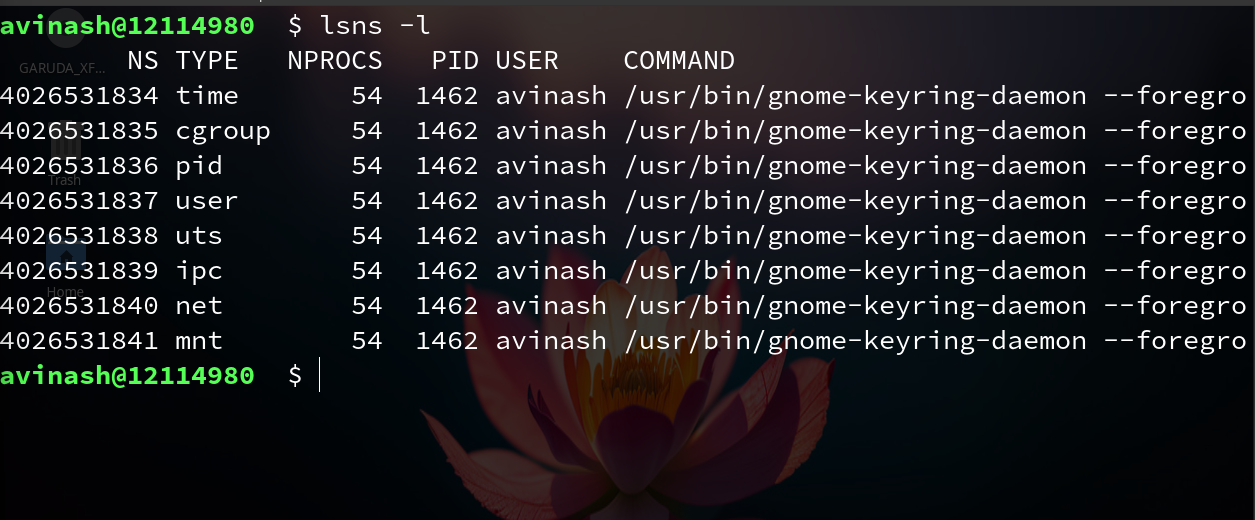 avinash@12114980  $ lsns -l
        NS TYPE   NPROCS   PID USER    COMMAND
GARUDA_XF...
4026531834 time       54  1462 avinash /usr/bin/gnome-keyring-daemon --foregro
4026531835 cgroup     54  1462 avinash /usr/bin/gnome-keyring-daemon --foregro
4026531836 pid        54  1462 avinash /usr/bin/gnome-keyring-daemon --foregro
Trash
4026531837 user       54  1462 avinash /usr/bin/gnome-keyring-daemon --foregro
4026531838 uts        54  1462 avinash /usr/bin/gnome-keyring-daemon --foregro
4026531839 ipc        54  1462 avinash /usr/bin/gnome-keyring-daemon --foregro
Home
4026531840 net        54  1462 avinash /usr/bin/gnome-keyring-daemon --foregro
4026531841 mnt        54  1462 avinash /usr/bin/gnome-keyring-daemon --foregro
avinash@12114980  $